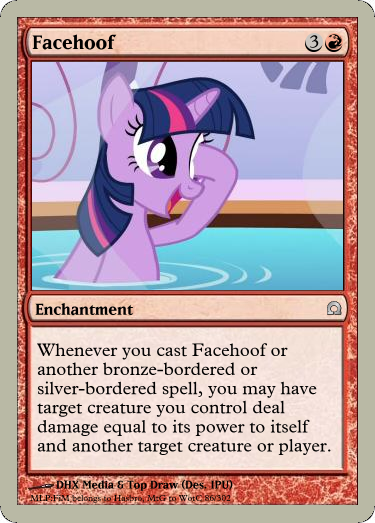 Facehoof 3
Enchantment
Whenever you cast Facehoof or
another bronze-bordered or
silver-bordered spell, you may have
target creature you control deal
damage equal to its power to itself
and another target creature or player.
DHX Media & Top Draw (Des. IPU)
MLP:FiM belongs to Hasbro, MtG to WotC. 86/302